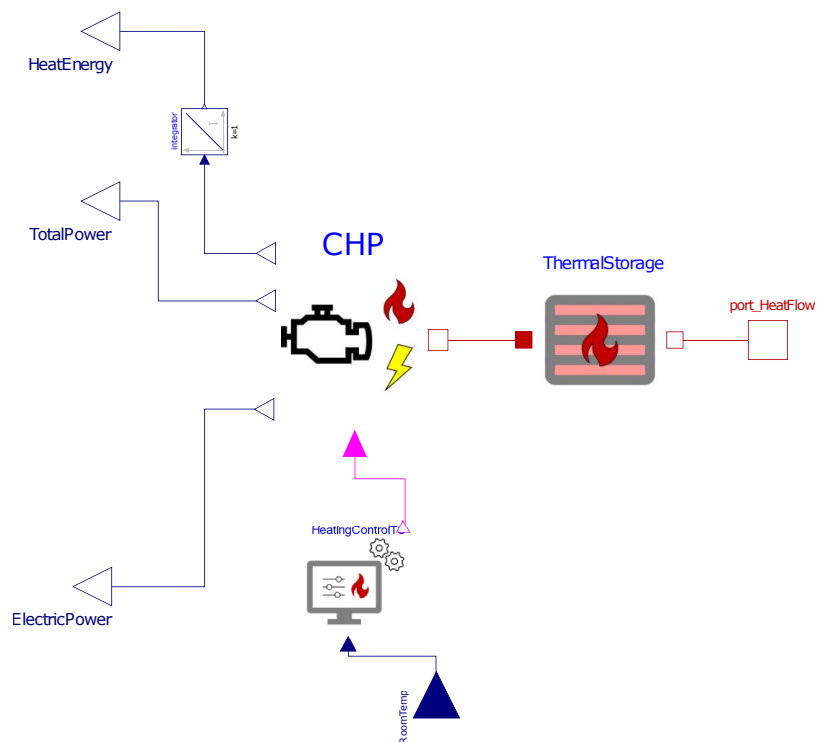 HeatEnergy
integrator
I
k=1
TotalPower
CHP
ThermalStorage
port_HeatFlow
HeatingControlT
ElectricPower
RoomTemp